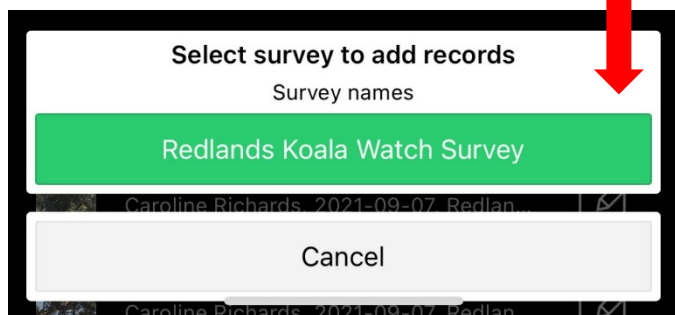 Select survey to add records
Survey names
Redlands Koala Watch Survey
Caroline Richards, 2021-09-07, Redlan...
Cancel
Caroline Richards, 2021-09-07, Redlan...